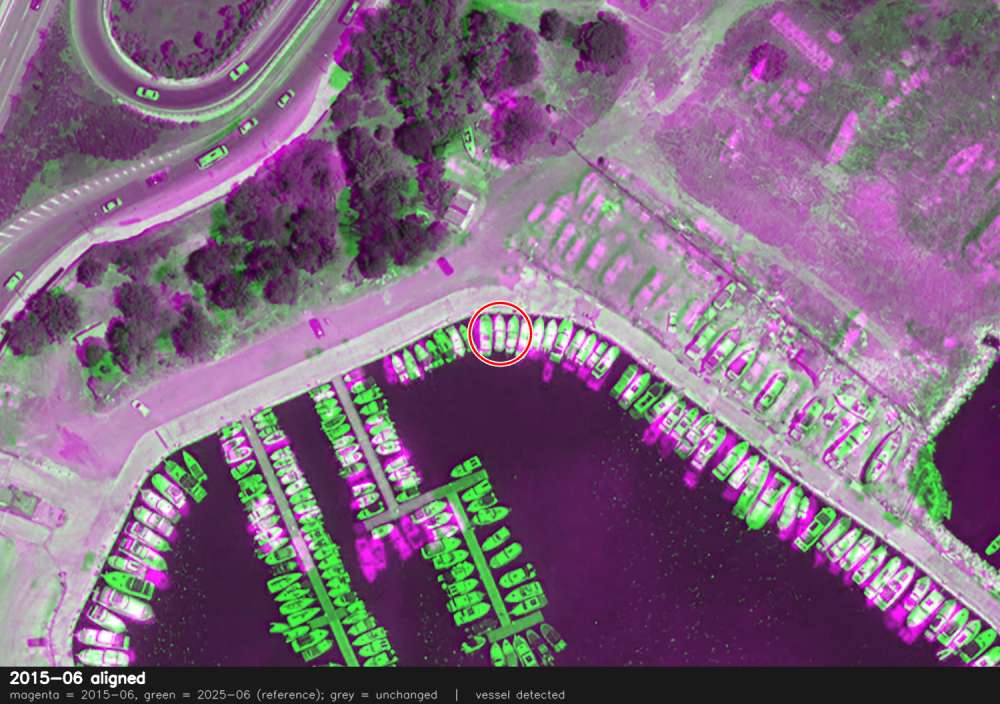 2015-06 aligned
magenta = 2015-06, green = 2025-06 (reference); grey = unchanged | vessel detected